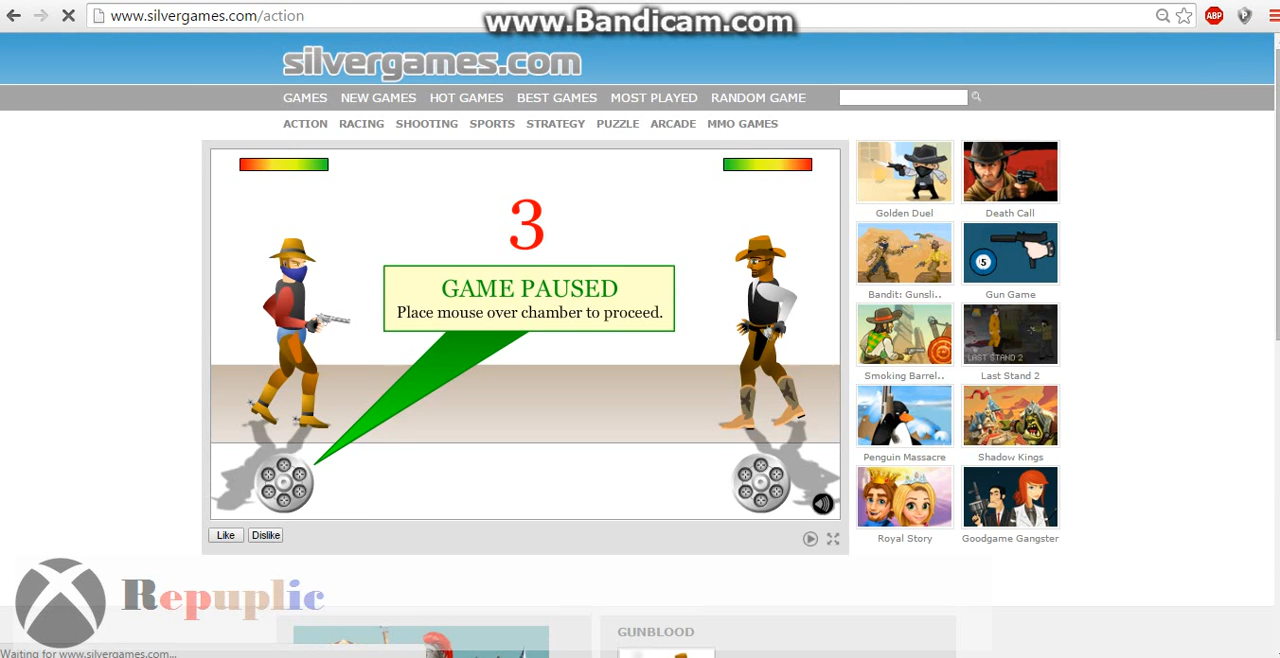 www.silvergames.com/action
www.Bandicam.com
ABP
P
silvergames.com
GAMES NEW GAMES HOT GAMES BEST GAMES MOST PLAYED RANDOM GAME
ACTION RACING SHOOTING SPORTS STRATEGY PUZZLE ARCADE MMO GAMES
3
GAME PAUSED
Place mouse over chamber to proceed.
Golden Duel Death Call
5
Bandit: Gunsli.. Gun Game
LAST STAND 2
Smoking Barrel.. Last Stand 2
Penguin Massacre Shadow Kings
Royal Story Goodgame Gangster
Like Dislike
Repuplic
GUNBLOOD
Waiting for www.silvergames.com...